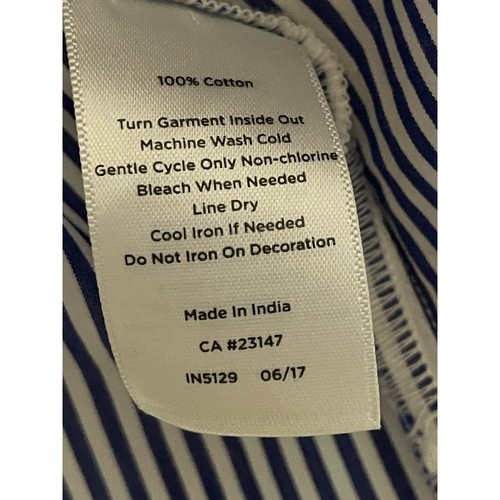 100% Cotton
Turn Garment Inside Out
Machine Wash Cold
Gentle Cycle Only Non-chlorine
Bleach When Needed
Line Dry
Cool Iron If Needed
Do Not Iron On Decoration
Made In India
CA #23147
IN5129 06/17